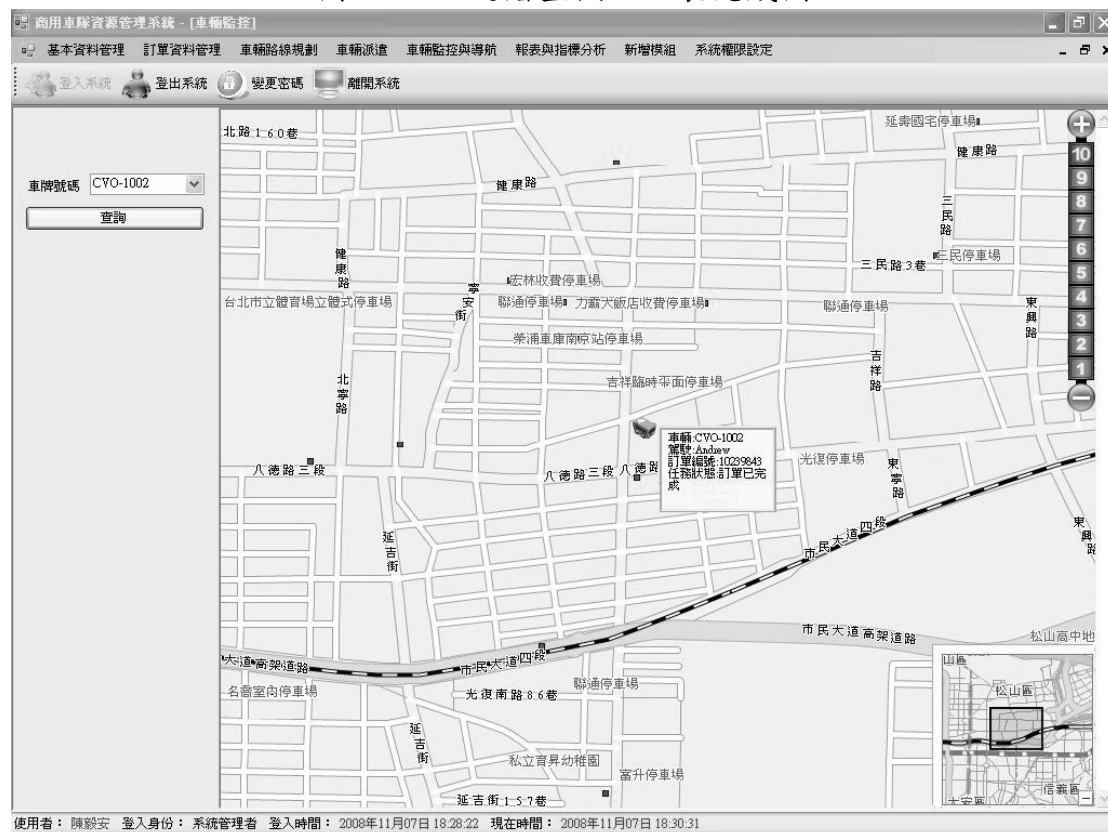 商用車隊資源管理系統 - [車輛監控]
基本資料管理 訂單資料管理 車輛路線規劃 車輛派遣 車輛監控與導航 報表與指標分析 新增模組 系統權限設定
登入系統 登出系統 變更密碼 離開系統
車牌號碼 CVO-1002
查詢
北路160巷
延壽國宅停車場
健康路
健康路
三民路
三民停車場
三民路3巷
健康路
宏林收費停車場
寧安街
台北市立體育場立體式停車場
聯通停車場 力霸大飯店收費停車場
聯通停車場
東興路
榮浦車庫南京站停車場
吉祥路
吉祥臨時平面停車場
北寧路
車輛:CVO-1002
駕駛:Andrew
訂單編號:10239843
任務狀態:訂單已完
成
八德路三段
八德路三段
八德路
光復停車場
東寧路
延吉街
市民大道四段
東興路
市民大道高架道路
松山高中地
大道高架道路
市民大道四段
名喬室內停車場
光復南路86巷
聯通停車場
延吉街
私立育昇幼稚園
富升停車場
延吉街157巷
山區
松山區
信義區
大安區
10
9
8
7
6
5
4
3
2
1
使用者： 陳毅安 登入身份： 系統管理者 登入時間： 2008年11月07日 18:28:22 現在時間： 2008年11月07日 18:30:31